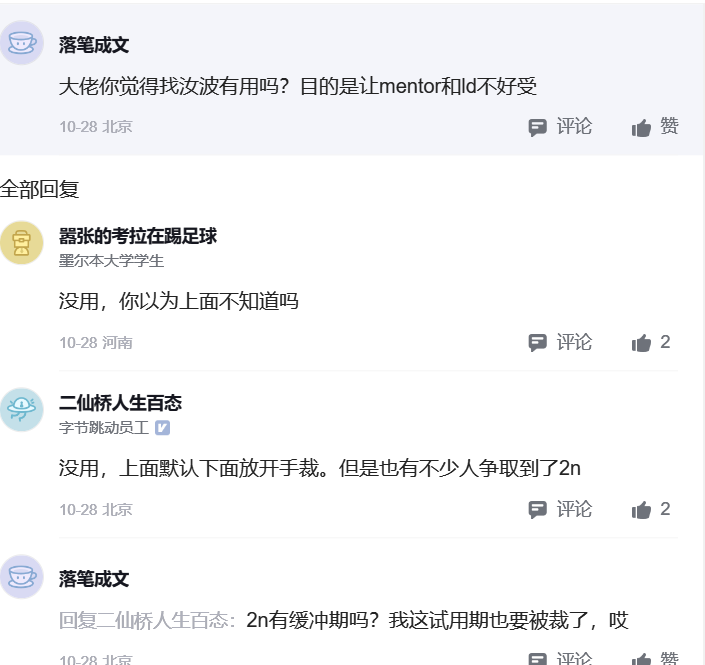 落笔成文
大佬你觉得找汝波有用吗？目的是让mentor和ld不好受
10-28 北京
评论
赞
全部回复
嚣张的考拉在踢足球
墨尔本大学学生
没用，你以为上面不知道吗
10-28 河南
评论
2
二仙桥人生百态
字节跳动员工
没用，上面默认下面放开手裁。但是也有不少人争取到了2n
10-28 北京
评论
2
落笔成文
回复二仙桥人生百态：2n有缓冲期吗？我这试用期也要被裁了，哎
10-28 北京
评论
赞